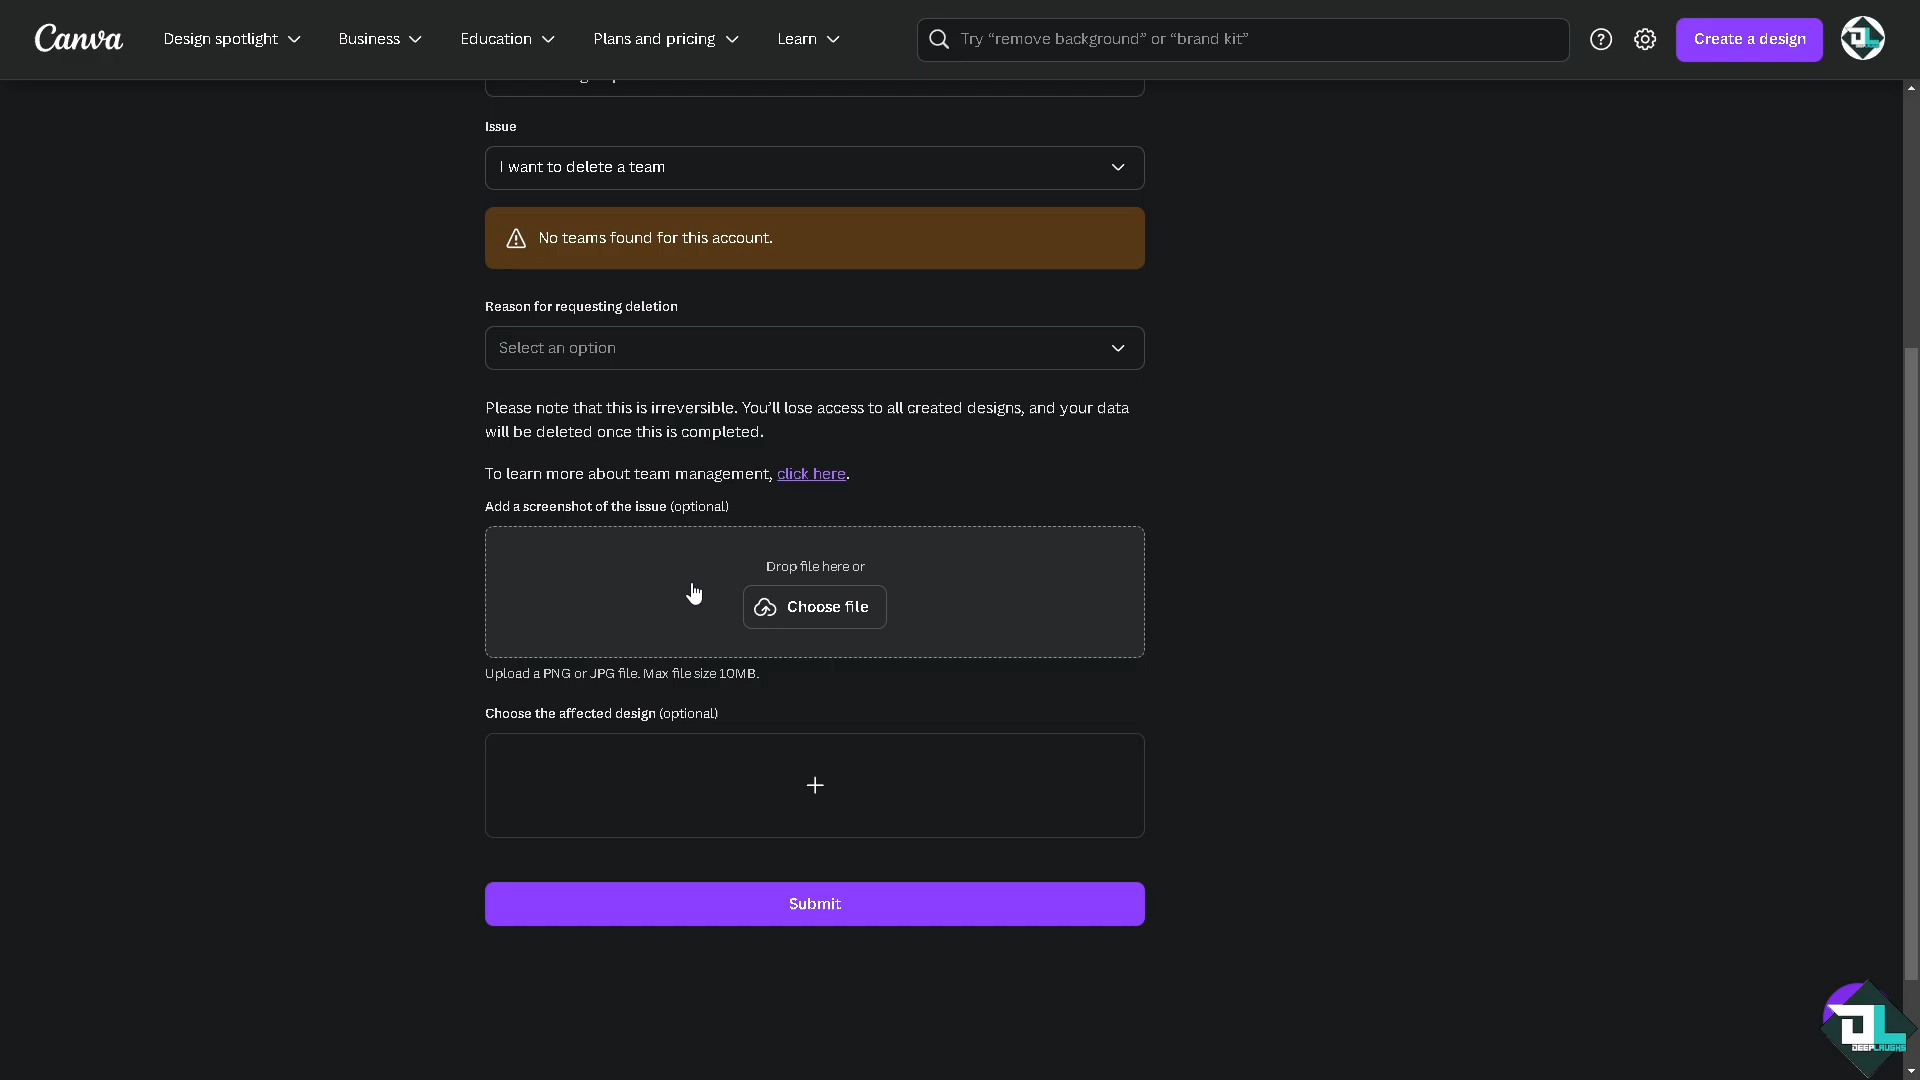 Canva
Design spotlight
Business
Education
Plans and pricing
Learn
Try “remove background” or “brand kit”
Create a design
Issue
I want to delete a team
No teams found for this account.
Reason for requesting deletion
Select an option
Please note that this is irreversible. You’ll lose access to all created designs, and your data
will be deleted once this is completed.
To learn more about team management, click here.
Add a screenshot of the issue (optional)
Drop file here or
Choose file
Upload a PNG or JPG file. Max file size 10MB.
Choose the affected design (optional)
Submit
DL
DEEPLAUGHS